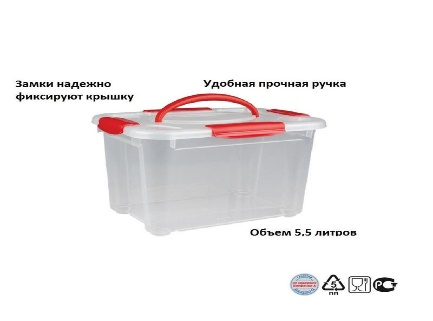 Замки надежно
фиксируют крышку
Удобная прочная ручка
Объем 5.5 литров
5
ПП